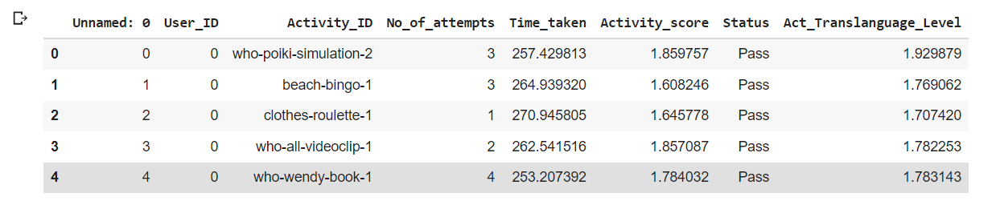 Unnamed: 0 User_ID Activity_ID No_of_attempts Time_taken Activity_score Status Act_Translanguage_Level
0 0 0 who-poiki-simulation-2 3 257.429813 1.859757 Pass 1.929879
1 1 0 beach-bingo-1 3 264.939320 1.608246 Pass 1.769062
2 2 0 clothes-roulette-1 1 270.945805 1.645778 Pass 1.707420
3 3 0 who-all-videoclip-1 2 262.541516 1.857087 Pass 1.782253
4 4 0 who-wendy-book-1 4 253.207392 1.784032 Pass 1.783143